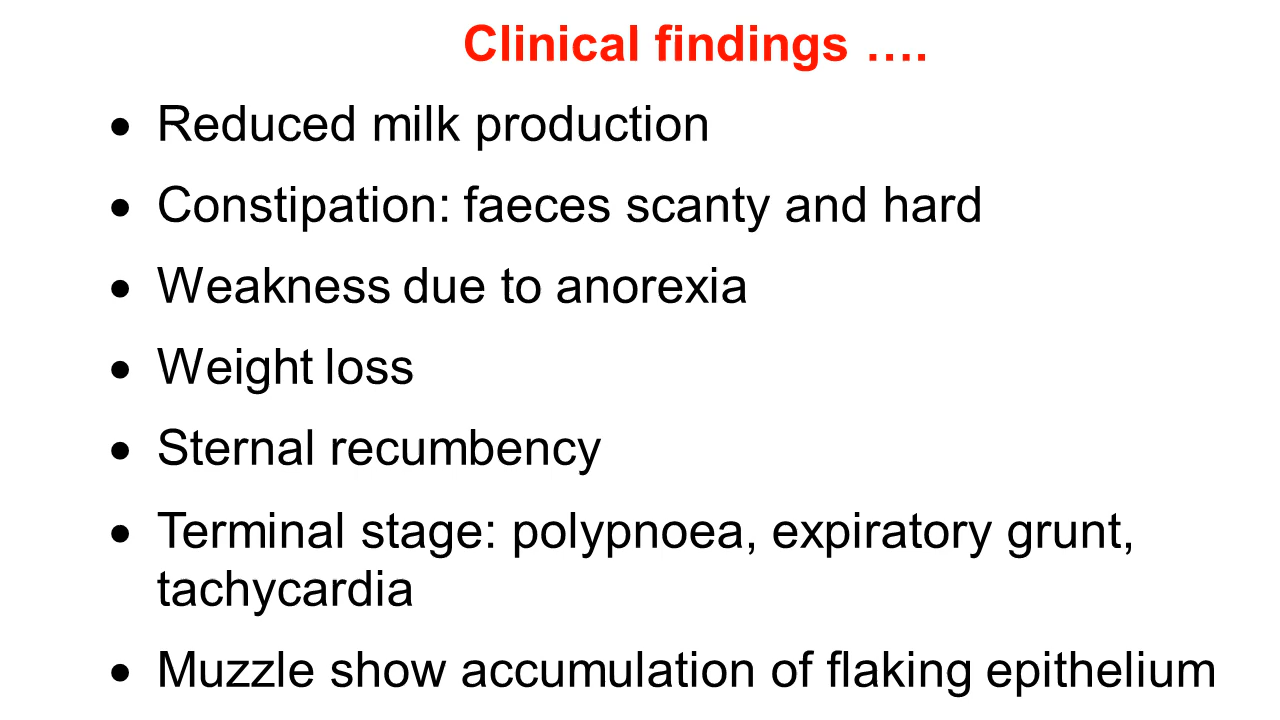 Clinical findings ….
• Reduced milk production
• Constipation: faeces scanty and hard
• Weakness due to anorexia
• Weight loss
• Sternal recumbency
• Terminal stage: polypnoea, expiratory grunt,
tachycardia
• Muzzle show accumulation of flaking epithelium